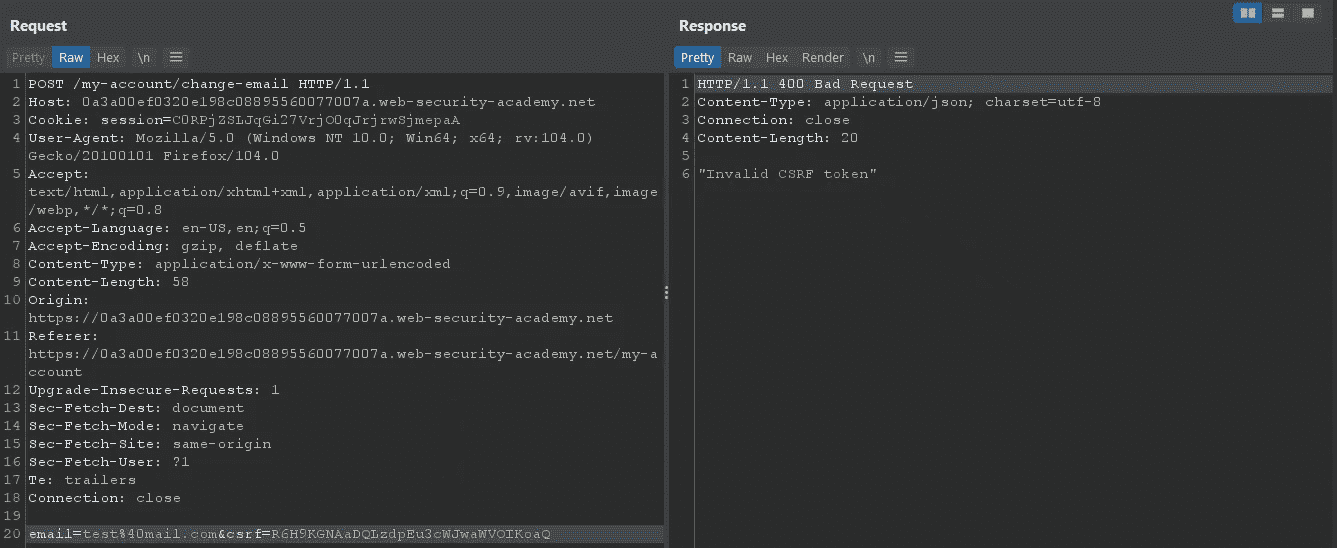 Request
Pretty Raw Hex \n
1 POST /my-account/change-email HTTP/1.1
2 Host: 0a3a00ef0320e198c08895560077007a.web-security-academy.net
3 Cookie: session=C0RPjZSLJqGi27VrjO0qJrjrwSjmepaA
4 User-Agent: Mozilla/5.0 (Windows NT 10.0; Win64; x64; rv:104.0)
Gecko/20100101 Firefox/104.0
5 Accept:
text/html,application/xhtml+xml,application/xml;q=0.9,image/avif,image
/webp,*/*;q=0.8
6 Accept-Language: en-US,en;q=0.5
7 Accept-Encoding: gzip, deflate
8 Content-Type: application/x-www-form-urlencoded
9 Content-Length: 58
10 Origin:
https://0a3a00ef0320e198c08895560077007a.web-security-academy.net
11 Referer:
https://0a3a00ef0320e198c08895560077007a.web-security-academy.net/my-a
ccount
12 Upgrade-Insecure-Requests: 1
13 Sec-Fetch-Dest: document
14 Sec-Fetch-Mode: navigate
15 Sec-Fetch-Site: same-origin
16 Sec-Fetch-User: ?1
17 Te: trailers
18 Connection: close
19
20 email=test%40mail.com&csrf=R6H9KGNAaDQLzdpEu3cWJwaWVOIKoaQ
Response
Pretty Raw Hex Render \n
1 HTTP/1.1 400 Bad Request
2 Content-Type: application/json; charset=utf-8
3 Connection: close
4 Content-Length: 20
5
6 "Invalid CSRF token"